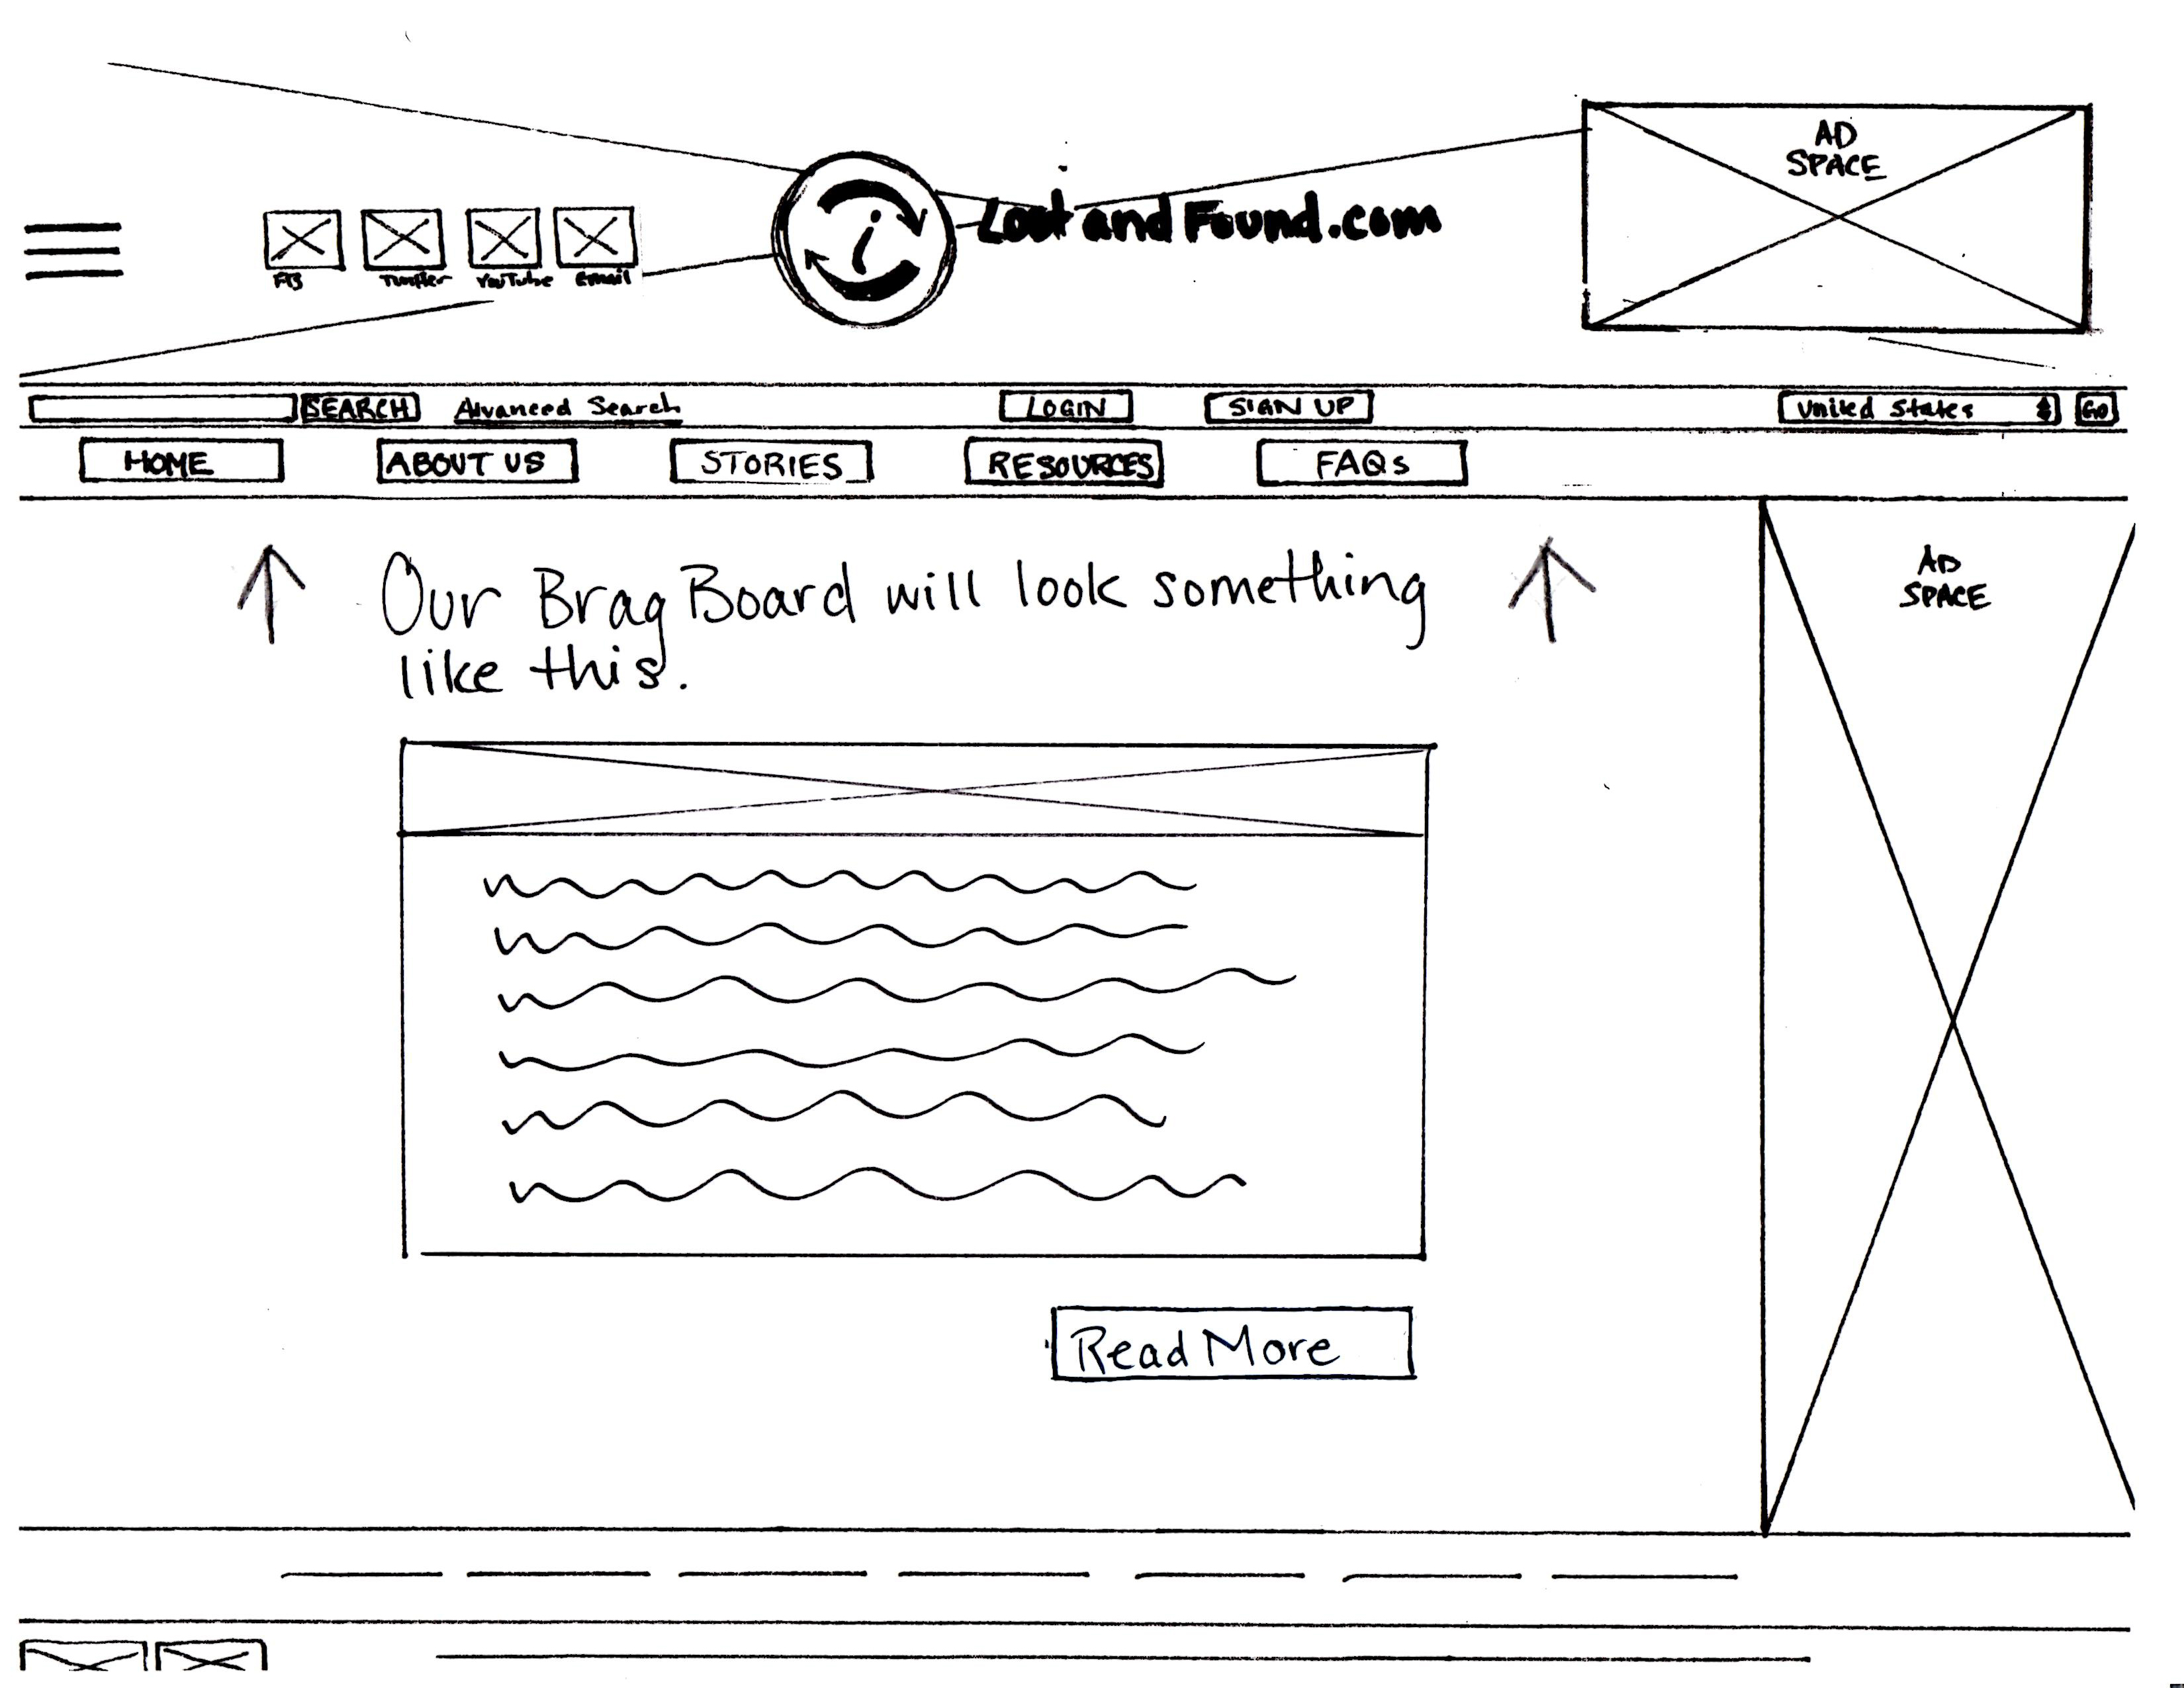 AD
SPACE
LostandFound.com
i
FB Twitter YouTube Email
SEARCH Advanced Search LOGIN SIGN UP United States GO
HOME ABOUT US STORIES RESOURCES FAQs
Our Brag Board will look something
like this.
AD
SPACE
Read More